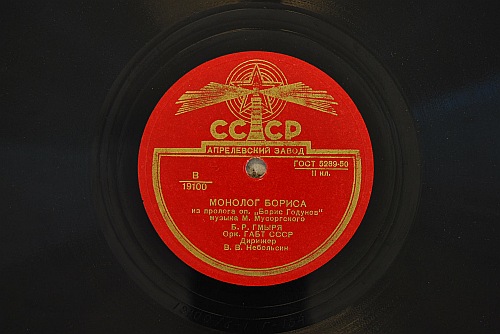 СССР
АПРЕЛЕВСКИЙ ЗАВОД
ГОСТ 5289-50
II кл.
В
19100
МОНОЛОГ БОРИСА
из пролога оп. „Борис Годунов"
музыка М. Мусоргского
Б. Р. ГМЫРЯ
Орк. ГАБТ СССР
Дирижер
В. В. Небольсин